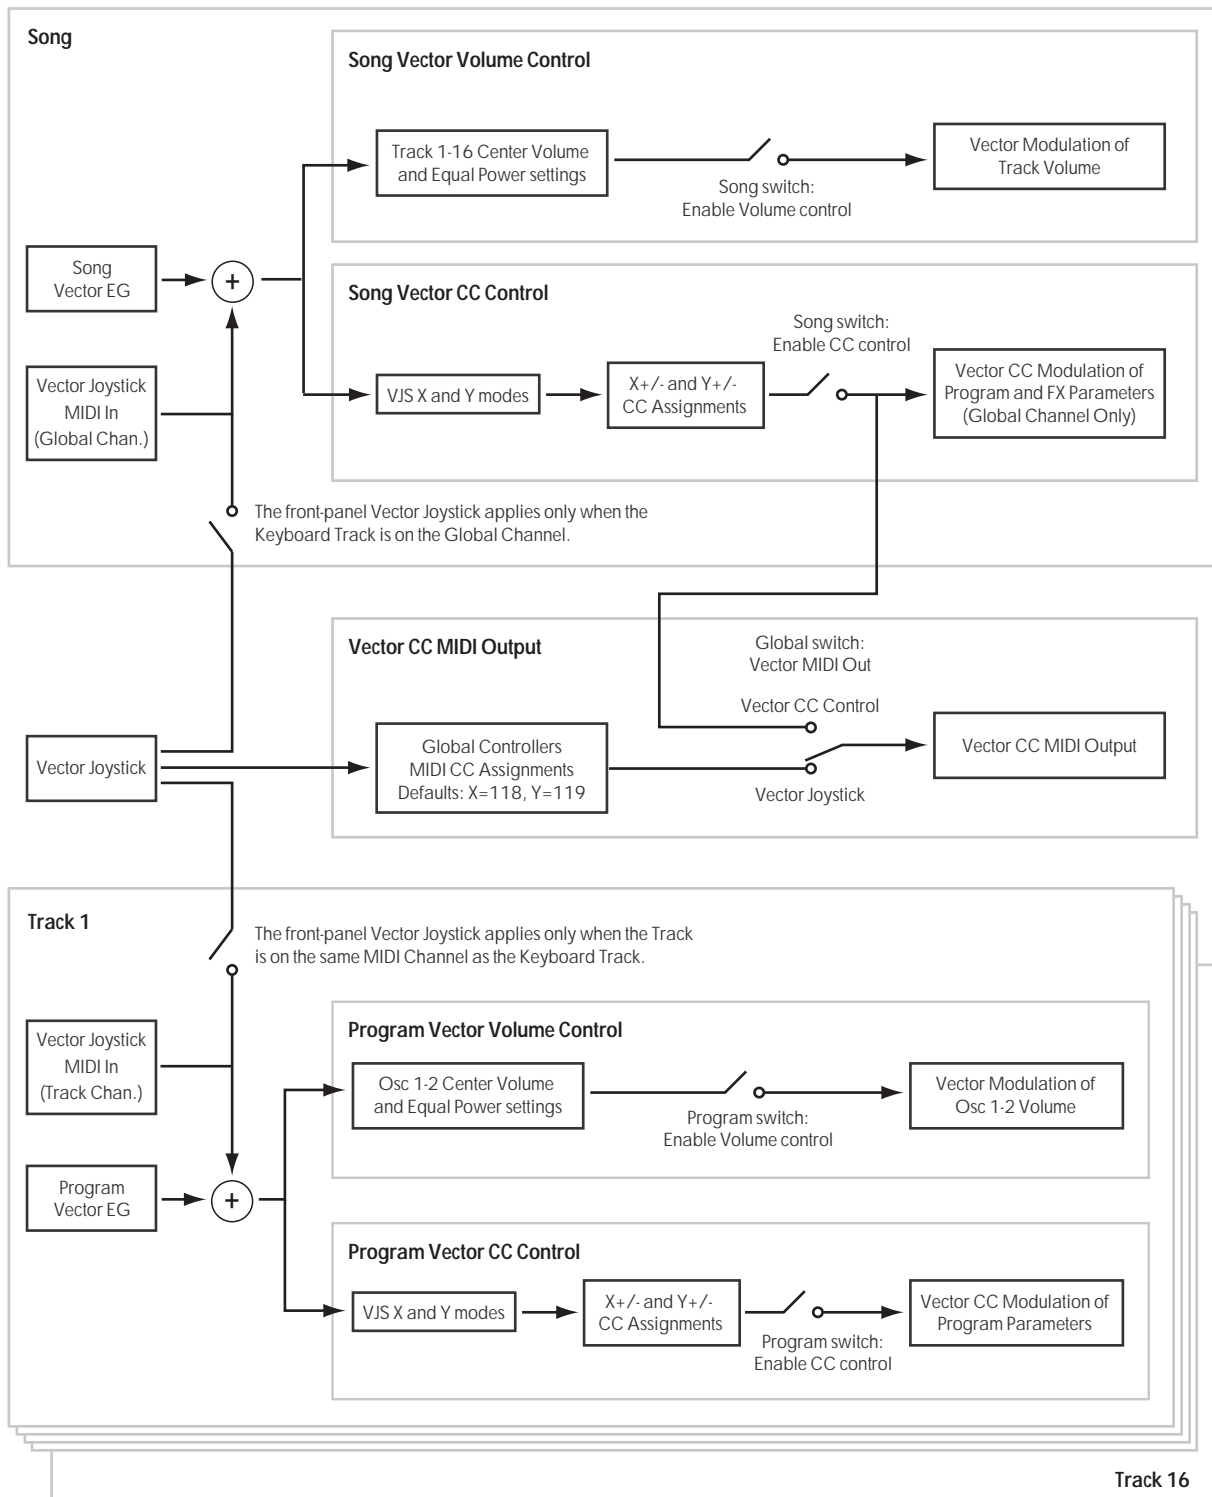 Song
Song Vector Volume Control
Track 1-16 Center Volume
and Equal Power settings
Song switch:
Enable Volume control
Vector Modulation of
Track Volume
Song
Vector EG
+
Song Vector CC Control
Song switch:
Enable CC control
Vector Joystick
MIDI In
(Global Chan.)
VJS X and Y modes
X+/- and Y+/-
CC Assignments
Vector CC Modulation of
Program and FX Parameters
(Global Channel Only)
The front-panel Vector Joystick applies only when the
Keyboard Track is on the Global Channel.
Vector CC MIDI Output
Global switch:
Vector MIDI Out
Vector CC Control
Vector Joystick
Global Controllers
MIDI CC Assignments
Defaults: X=118, Y=119
Vector Joystick
Vector CC MIDI Output
Track 1
The front-panel Vector Joystick applies only when the Track
is on the same MIDI Channel as the Keyboard Track.
Vector Joystick
MIDI In
(Track Chan.)
Program Vector Volume Control
Osc 1-2 Center Volume
and Equal Power settings
Program switch:
Enable Volume control
Vector Modulation of
Osc 1-2 Volume
Program
Vector EG
+
Program Vector CC Control
VJS X and Y modes
X+/- and Y+/-
CC Assignments
Program switch:
Enable CC control
Vector CC Modulation of
Program Parameters
Track 16